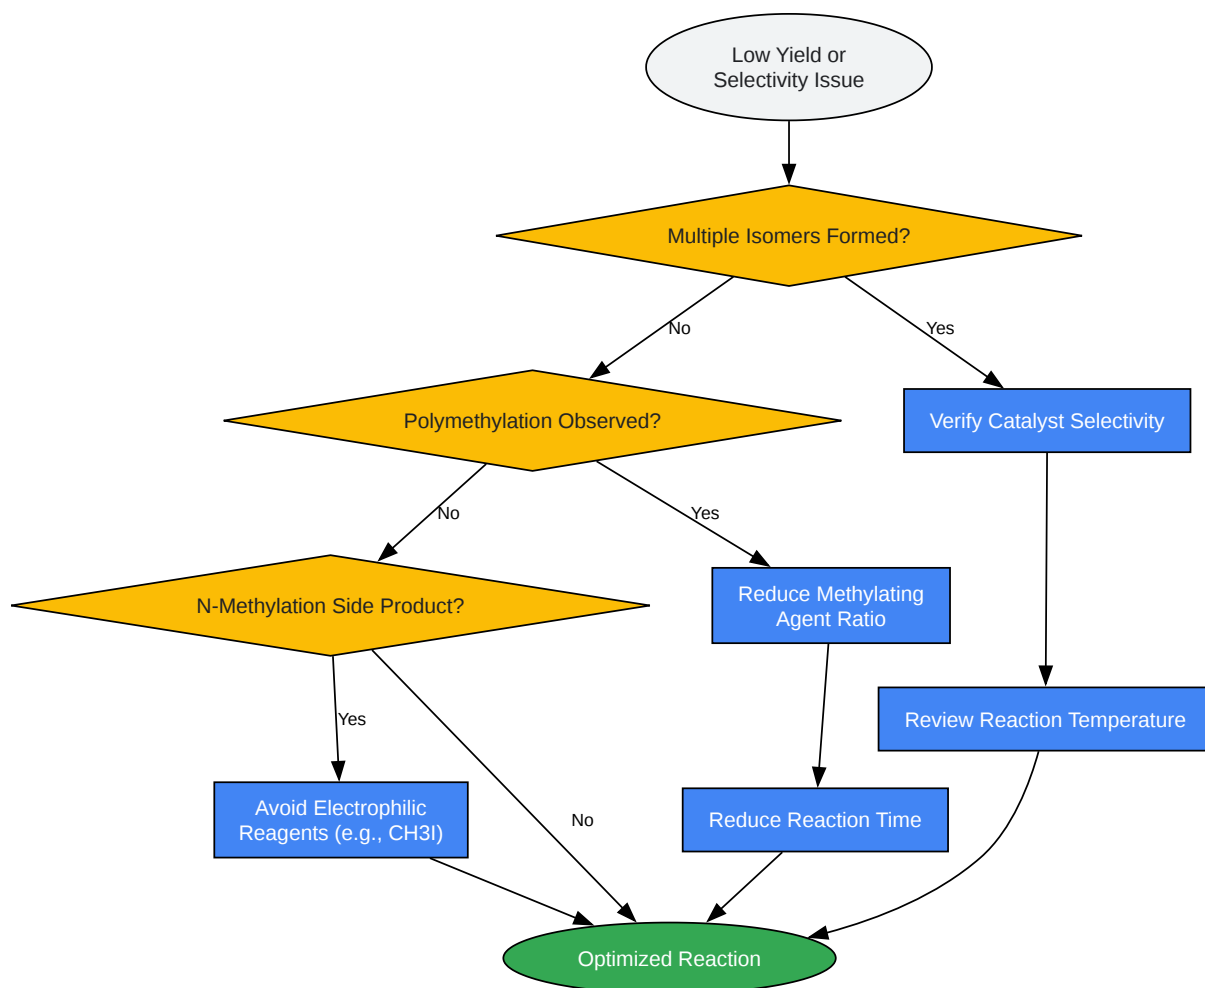 Low Yield or
Selectivity Issue
Multiple Isomers Formed?
No
Yes
Polymethylation Observed?
Verify Catalyst Selectivity
No
Yes
N-Methylation Side Product?
Reduce Methylating
Agent Ratio
Yes
Review Reaction Temperature
Avoid Electrophilic
Reagents (e.g., CH3I)
No
Reduce Reaction Time
Optimized Reaction